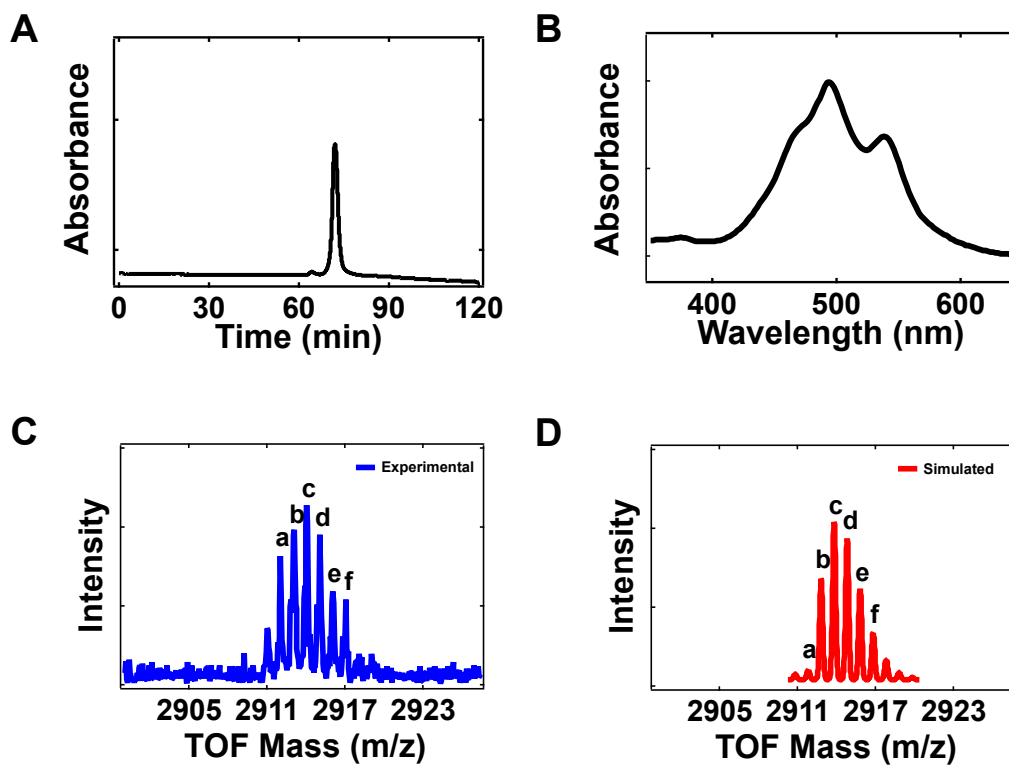 A
Absorbance
0 30 60 90 120
Time (min)
B
Absorbance
400 500 600
Wavelength (nm)
C
Intensity
Experimental
a b c d e f
2905 2911 2917 2923
TOF Mass (m/z)
D
Intensity
Simulated
a b c d e f
2905 2911 2917 2923
TOF Mass (m/z)